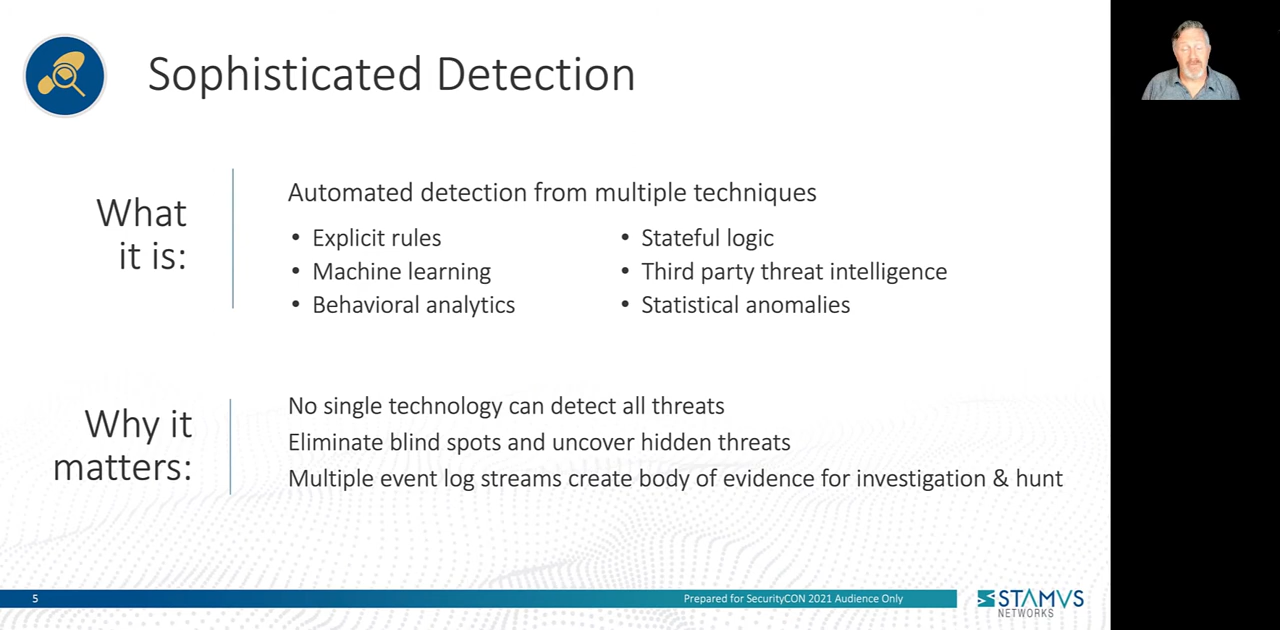 Sophisticated Detection
What
it is:
Automated detection from multiple techniques
• Explicit rules
• Machine learning
• Behavioral analytics
• Stateful logic
• Third party threat intelligence
• Statistical anomalies
Why it
matters:
No single technology can detect all threats
Eliminate blind spots and uncover hidden threats
Multiple event log streams create body of evidence for investigation & hunt
5
Prepared for SecurityCON 2021 Audience Only
STAMVS
NETWORKS